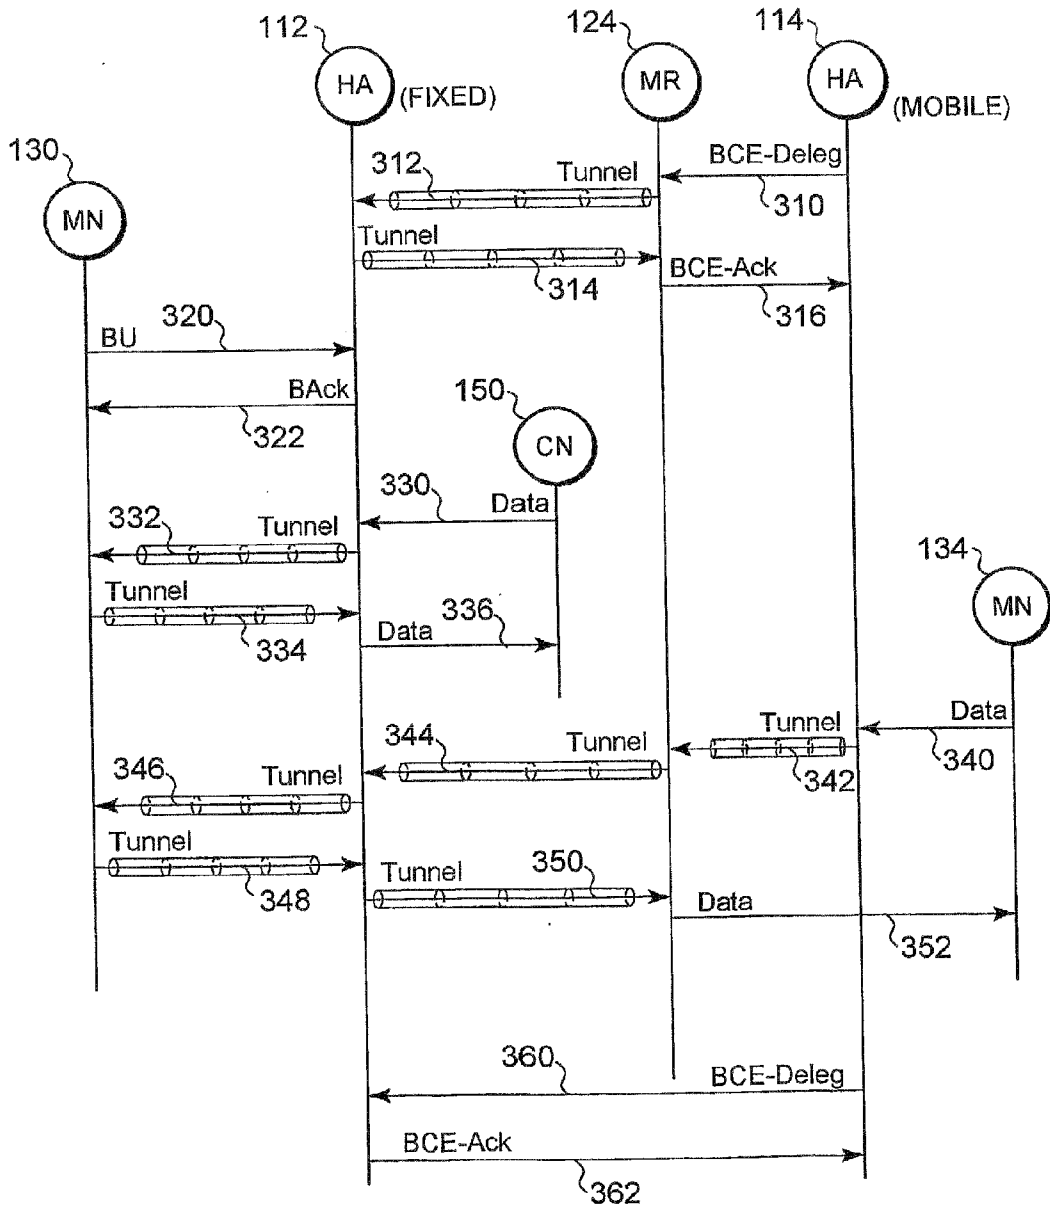 112
124
114
HA
(FIXED)
MR
HA
(MOBILE)
130
MN
312
Tunnel
BCE-Deleg
310
Tunnel
314
BCE-Ack
316
320
BU
BAck
322
150
CN
330
Data
332
Tunnel
134
MN
Tunnel
334
336
Data
Data
340
Tunnel
342
344
Tunnel
346
Tunnel
Tunnel
348
Tunnel
350
Data
352
360
BCE-Deleg
BCE-Ack
362